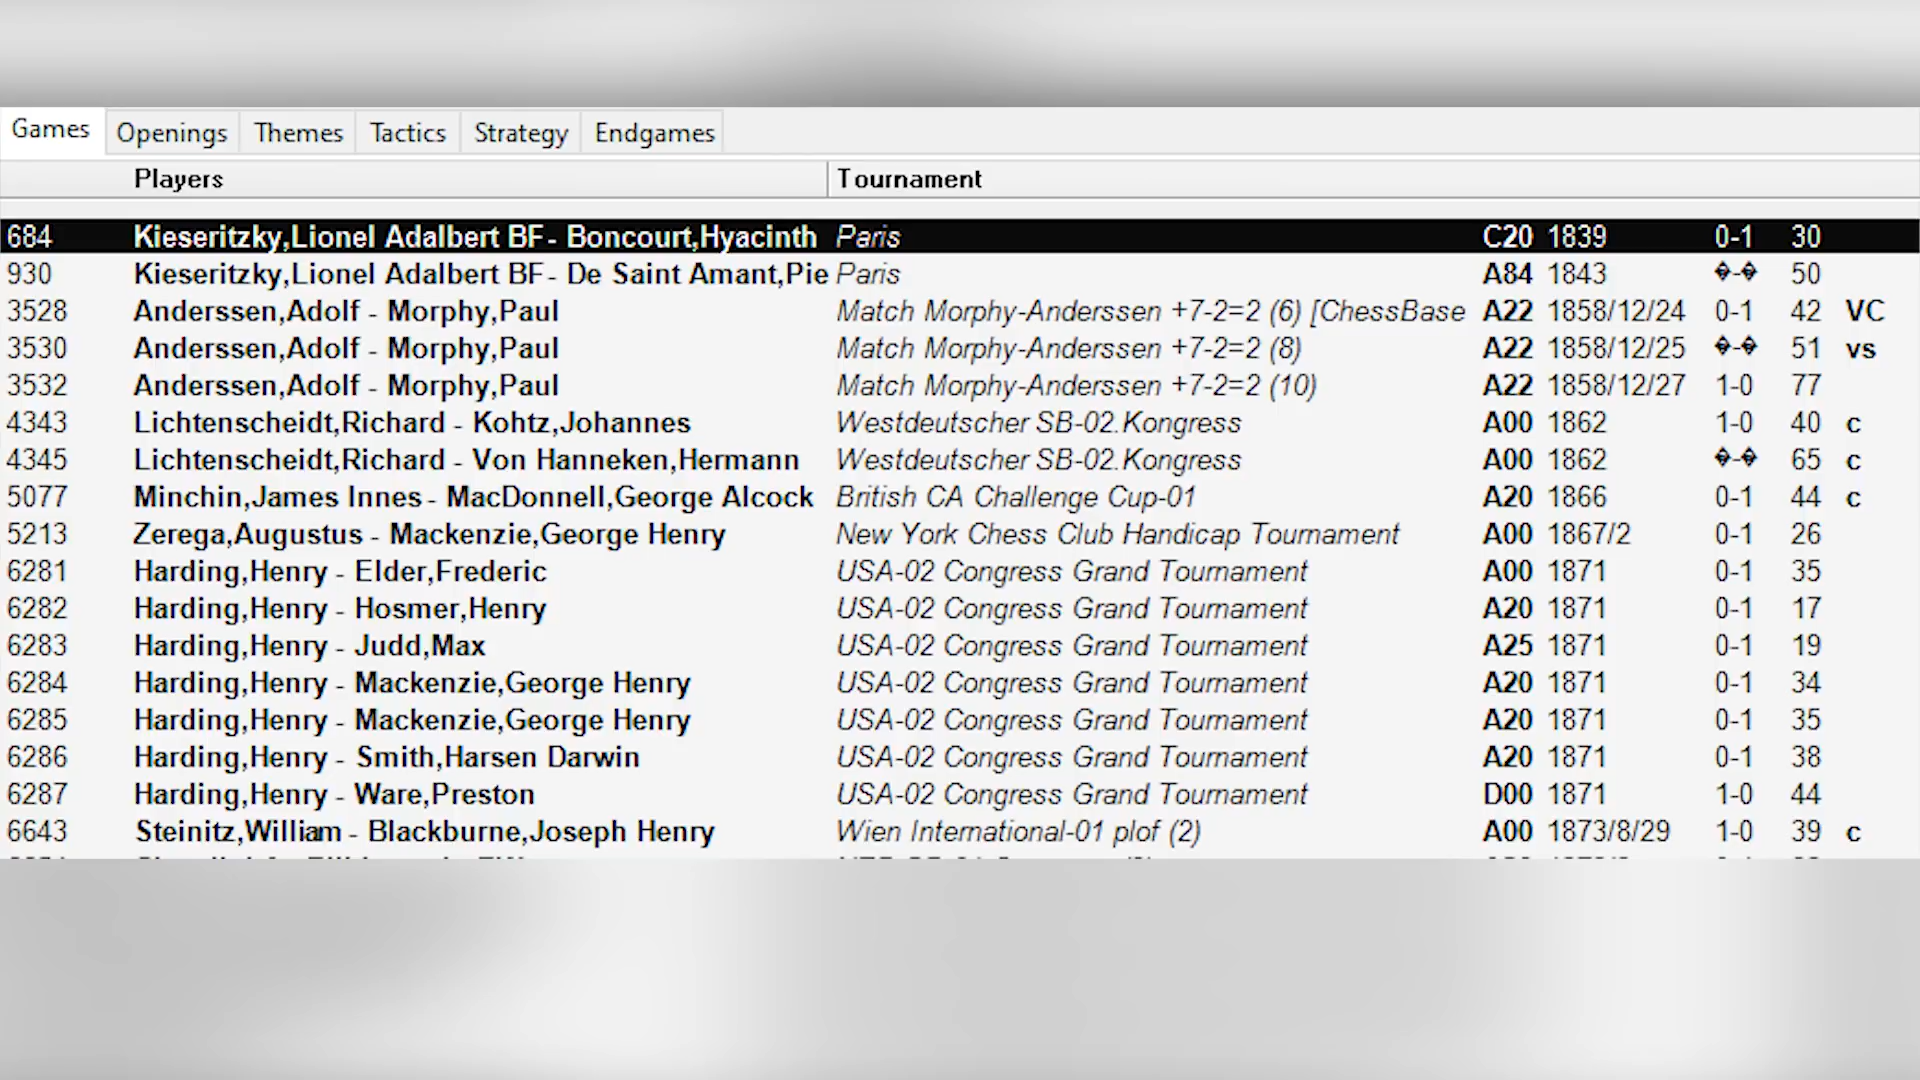 Games Openings Themes Tactics Strategy Endgames
Players Tournament
684 Kieseritzky,Lionel Adalbert BF - Boncourt,Hyacinth Paris C20 1839 0-1 30
930 Kieseritzky,Lionel Adalbert BF - De Saint Amant,Pie Paris A84 1843 �-� 50
3528 Anderssen,Adolf - Morphy,Paul Match Morphy-Anderssen +7-2=2 (6) [ChessBase A22 1858/12/24 0-1 42 VC
3530 Anderssen,Adolf - Morphy,Paul Match Morphy-Anderssen +7-2=2 (8) A22 1858/12/25 �-� 51 vs
3532 Anderssen,Adolf - Morphy,Paul Match Morphy-Anderssen +7-2=2 (10) A22 1858/12/27 1-0 77
4343 Lichtenscheidt,Richard - Kohtz,Johannes Westdeutscher SB-02.Kongress A00 1862 1-0 40 c
4345 Lichtenscheidt,Richard - Von Hanneken,Hermann Westdeutscher SB-02.Kongress A00 1862 �-� 65 c
5077 Minchin,James Innes - MacDonnell,George Alcock British CA Challenge Cup-01 A20 1866 0-1 44 c
5213 Zerega,Augustus - Mackenzie,George Henry New York Chess Club Handicap Tournament A00 1867/2 0-1 26
6281 Harding,Henry - Elder,Frederic USA-02 Congress Grand Tournament A00 1871 0-1 35
6282 Harding,Henry - Hosmer,Henry USA-02 Congress Grand Tournament A20 1871 0-1 17
6283 Harding,Henry - Judd,Max USA-02 Congress Grand Tournament A25 1871 0-1 19
6284 Harding,Henry - Mackenzie,George Henry USA-02 Congress Grand Tournament A20 1871 0-1 34
6285 Harding,Henry - Mackenzie,George Henry USA-02 Congress Grand Tournament A20 1871 0-1 35
6286 Harding,Henry - Smith,Harsen Darwin USA-02 Congress Grand Tournament A20 1871 0-1 38
6287 Harding,Henry - Ware,Preston USA-02 Congress Grand Tournament D00 1871 1-0 44
6643 Steinitz,William - Blackburne,Joseph Henry Wien International-01 plof (2) A00 1873/8/29 1-0 39 c